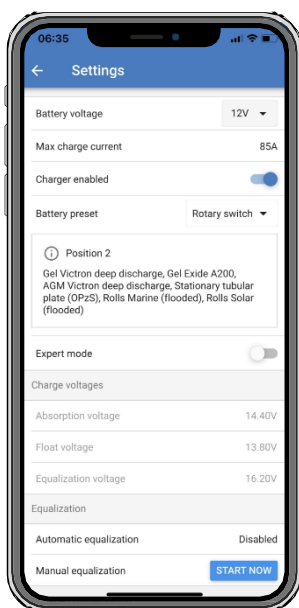 06:35
Settings
Battery voltage 12V
Max charge current 85A
Charger enabled
Battery preset Rotary switch
Position 2
Gel Victron deep discharge, Gel Exide A200,
AGM Victron deep discharge, Stationary tubular
plate (OPzS), Rolls Marine (flooded), Rolls Solar
(flooded)
Expert mode
Charge voltages
Absorption voltage 14.40V
Float voltage 13.80V
Equalization voltage 16.20V
Equalization
Automatic equalization Disabled
Manual equalization START NOW